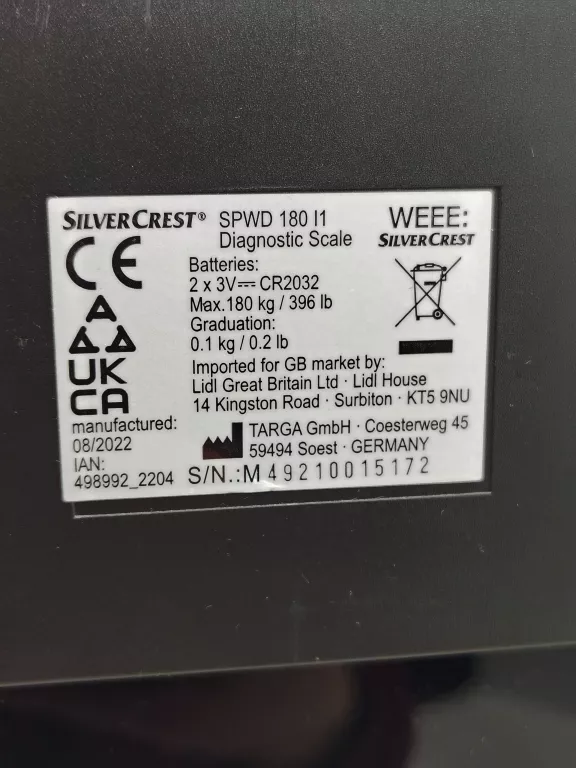 SILVERCREST® SPWD 180 I1
Diagnostic Scale
WEEE:
SILVERCREST
CE
Batteries:
2 x 3V CR2032
Max.180 kg / 396 lb
Graduation:
0.1 kg / 0.2 lb
UK
CA
Imported for GB market by:
Lidl Great Britain Ltd · Lidl House
14 Kingston Road · Surbiton · KT5 9NU
manufactured:
08/2022
IAN:
498992_2204
TARGA GmbH · Coesterweg 45
59494 Soest · GERMANY
S/N.:M 49210015172